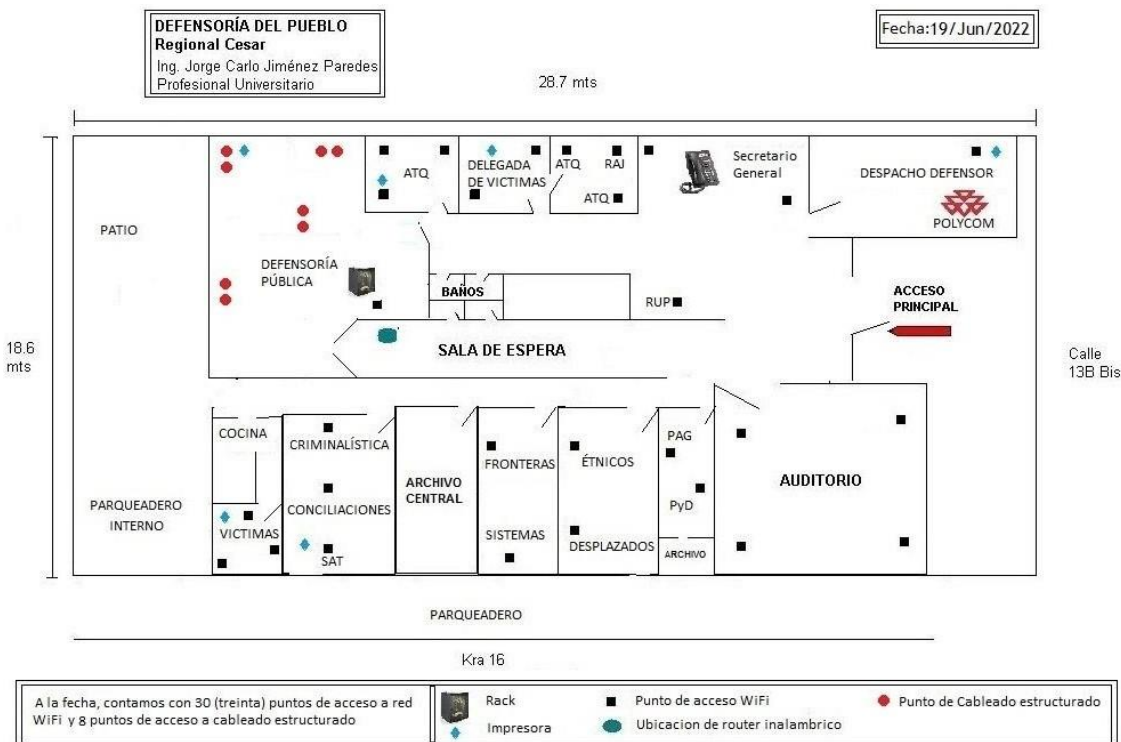 DEFENSORÍA DEL PUEBLO
Regional Cesar
Ing. Jorge Carlo Jiménez Paredes
Profesional Universitario
Fecha:19/Jun/2022
28.7 mts
ATQ
DELEGADA
DE VICTIMAS
ATQ
RAJ
ATQ
Secretario
General
DESPACHO DEFENSOR
POLYCOM
PATIO
DEFENSORÍA
PÚBLICA
BAÑOS
RUP
ACCESO
PRINCIPAL
SALA DE ESPERA
18.6
mts
Calle
13B Bis
COCINA
CRIMINALÍSTICA
CONCILIACIONES
SAT
ARCHIVO
CENTRAL
FRONTERAS
SISTEMAS
ÉTNICOS
DESPLAZADOS
PAG
PyD
ARCHIVO
AUDITORIO
PARQUEADERO
INTERNO
VICTIMAS
PARQUEADERO
Kra 16
A la fecha, contamos con 30 (treinta) puntos de acceso a red
WiFi y 8 puntos de acceso a cableado estructurado
Rack
Impresora
Punto de acceso WiFi
Ubicacion de router inalambrico
Punto de Cableado estructurado